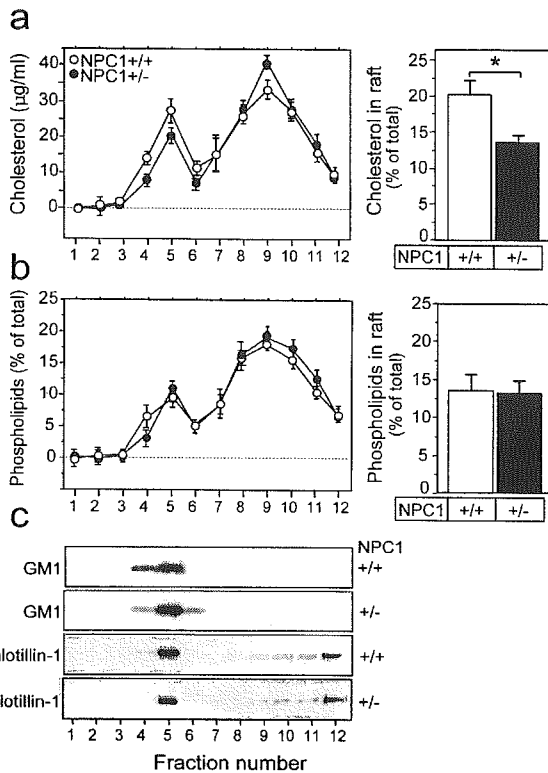 a
Cholesterol (µg/ml)
40
30
20
10
0
NPC1+/+
NPC1+/-
1 2 3 4 5 6 7 8 9 10 11 12
Cholesterol in raft
(% of total)
25
20
15
10
5
0
*
NPC1 +/+ +/-
b
Phospholipids (% of total)
25
20
15
10
5
0
1 2 3 4 5 6 7 8 9 10 11 12
Phospholipids in raft
(% of total)
25
20
15
10
5
0
NPC1 +/+ +/-
c
NPC1
GM1 +/+
GM1 +/-
lotillin-1 +/+
lotillin-1 +/-
1 2 3 4 5 6 7 8 9 10 11 12
Fraction number